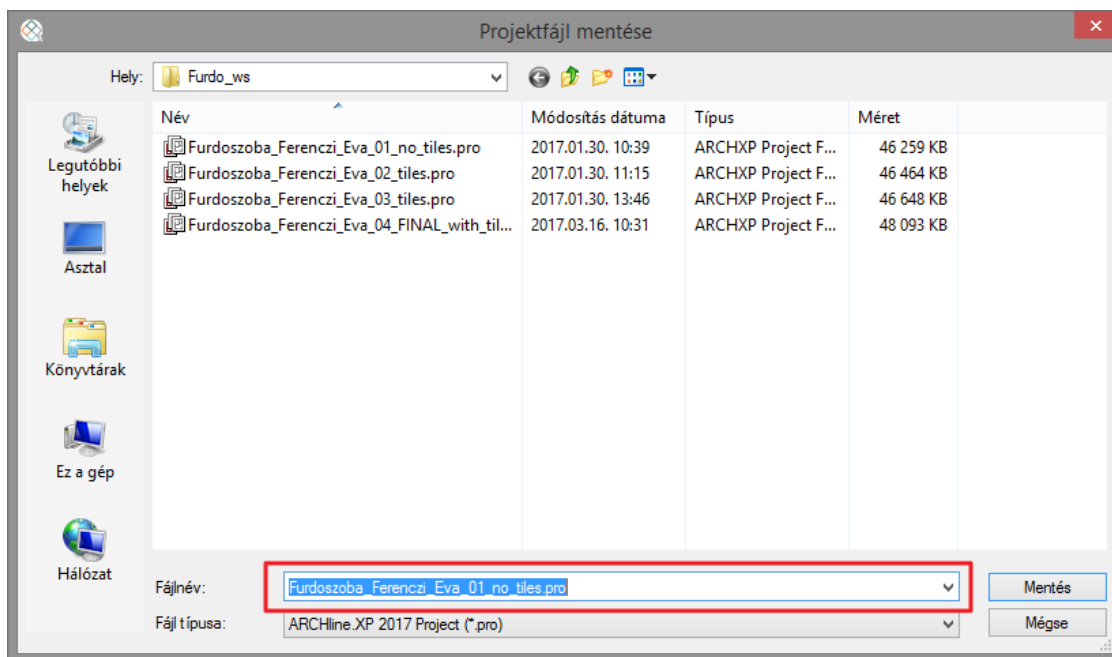 Projektfájl mentése
Hely: Furdo_ws
Név Módosítás dátuma Típus Méret
Furdoszoba_Ferenczi_Eva_01_no_tiles.pro 2017.01.30. 10:39 ARCHXP Project F... 46 259 KB
Furdoszoba_Ferenczi_Eva_02_tiles.pro 2017.01.30. 11:15 ARCHXP Project F... 46 464 KB
Furdoszoba_Ferenczi_Eva_03_tiles.pro 2017.01.30. 13:46 ARCHXP Project F... 46 648 KB
Furdoszoba_Ferenczi_Eva_04_FINAL_with_til... 2017.03.16. 10:31 ARCHXP Project F... 48 093 KB
Legutóbbi
helyek
Asztal
Könyvtárak
Ez a gép
Hálózat
Fájlnév: Furdoszoba_Ferenczi_Eva_01_no_tiles.pro Mentés
Fájl típusa: ARCHline.XP 2017 Project (*.pro) Mégse